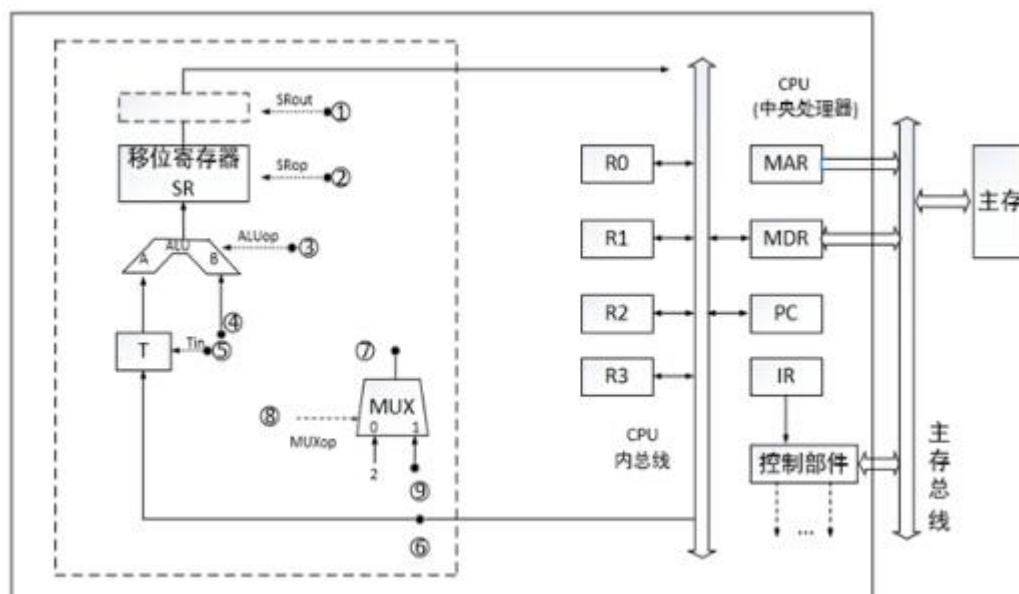 SRout ①
移位寄存器
SR
SRop ②
ALU
A
B
ALUop ③
④
T
Tin ⑤
⑦
MUX
0 1
⑧
MUXop
2
⑨
⑥
R0
R1
R2
R3
CPU
内总线
CPU
(中央处理器)
MAR
MDR
PC
IR
控制部件
...
主存总线
主存